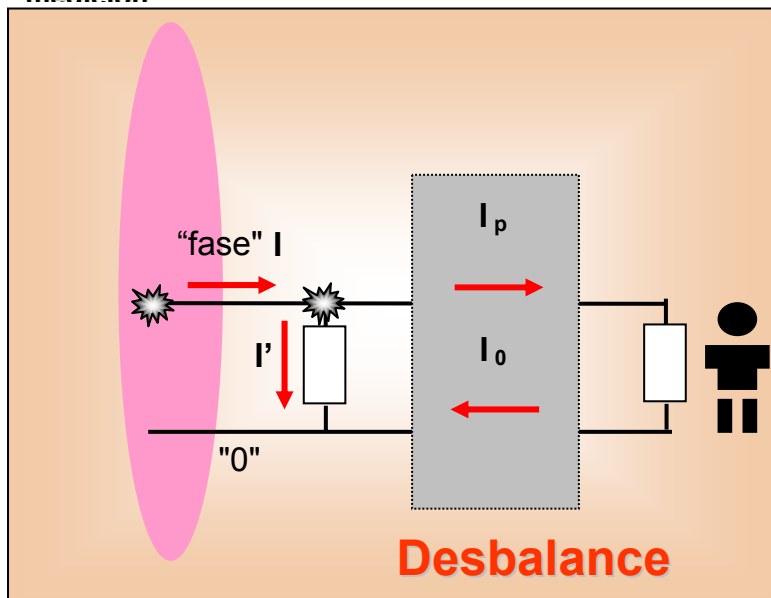 I p
“fase" I
I’
I 0
"0"
Desbalance